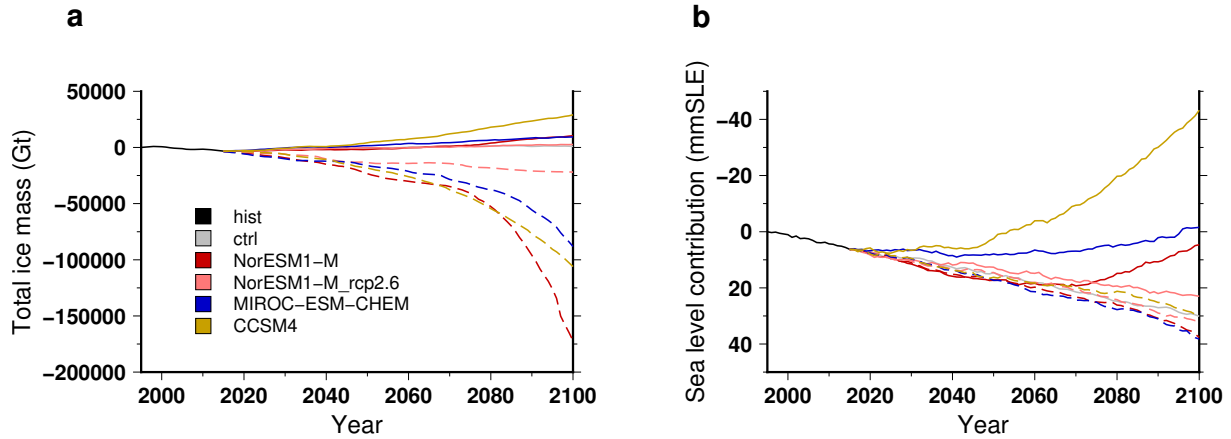 a
Total ice mass (Gt)
50000
0
−50000
−100000
−150000
−200000
hist
ctrl
NorESM1−M
NorESM1−M_rcp2.6
MIROC−ESM−CHEM
CCSM4
2000 2020 2040 2060 2080 2100
Year
b
Sea level contribution (mmSLE)
-40
-20
0
20
40
2000 2020 2040 2060 2080 2100
Year